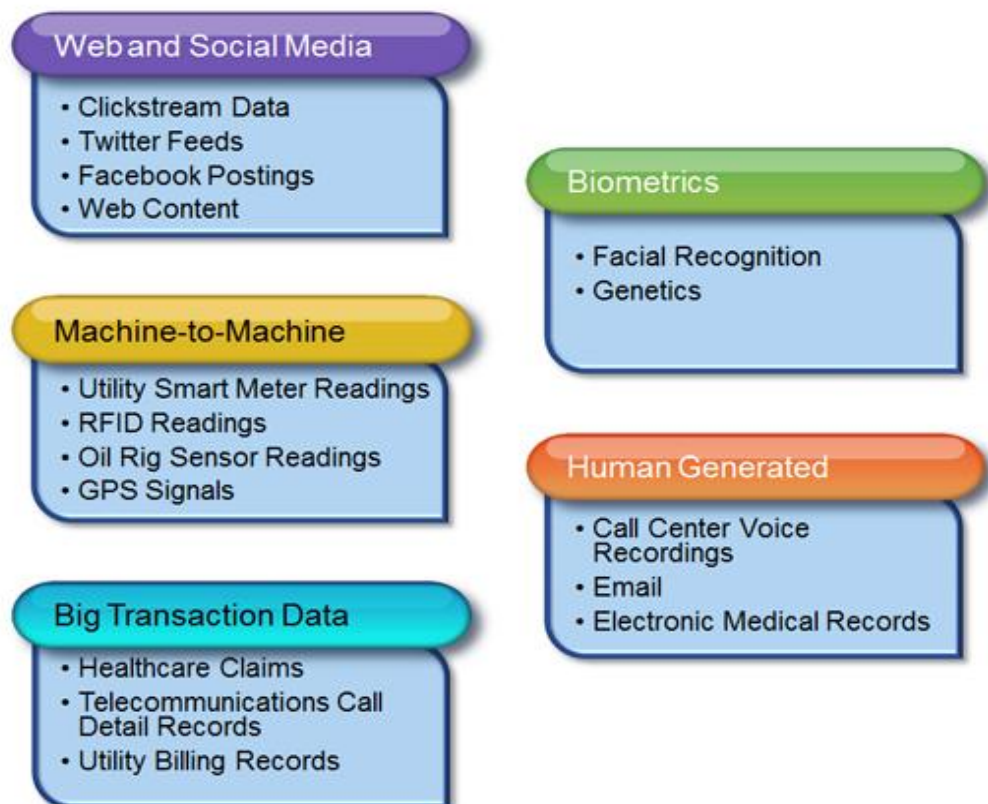 Web and Social Media
• Clickstream Data
• Twitter Feeds
• Facebook Postings
• Web Content
Machine-to-Machine
• Utility Smart Meter Readings
• RFID Readings
• Oil Rig Sensor Readings
• GPS Signals
Big Transaction Data
• Healthcare Claims
• Telecommunications Call
Detail Records
• Utility Billing Records
Biometrics
• Facial Recognition
• Genetics
Human Generated
• Call Center Voice
Recordings
• Email
• Electronic Medical Records